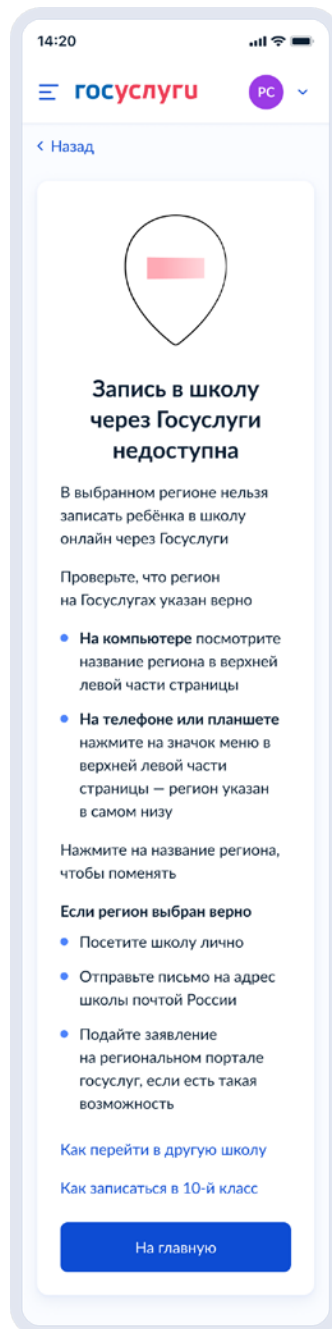 14:20
госуслуги
РС
Назад
Запись в школу
через Госуслуги
недоступна
В выбранном регионе нельзя
записать ребёнка в школу
онлайн через Госуслуги
Проверьте, что регион
на Госуслугах указан верно
На компьютере посмотрите
название региона в верхней
левой части страницы
На телефоне или планшете
нажмите на значок меню в
верхней левой части
страницы — регион указан
в самом низу
Нажмите на название региона,
чтобы поменять
Если регион выбран верно
Посетите школу лично
Отправьте письмо на адрес
школы почтой России
Подайте заявление
на региональном портале
госуслуг, если есть такая
возможность
Как перейти в другую школу
Как записаться в 10-й класс
На главную